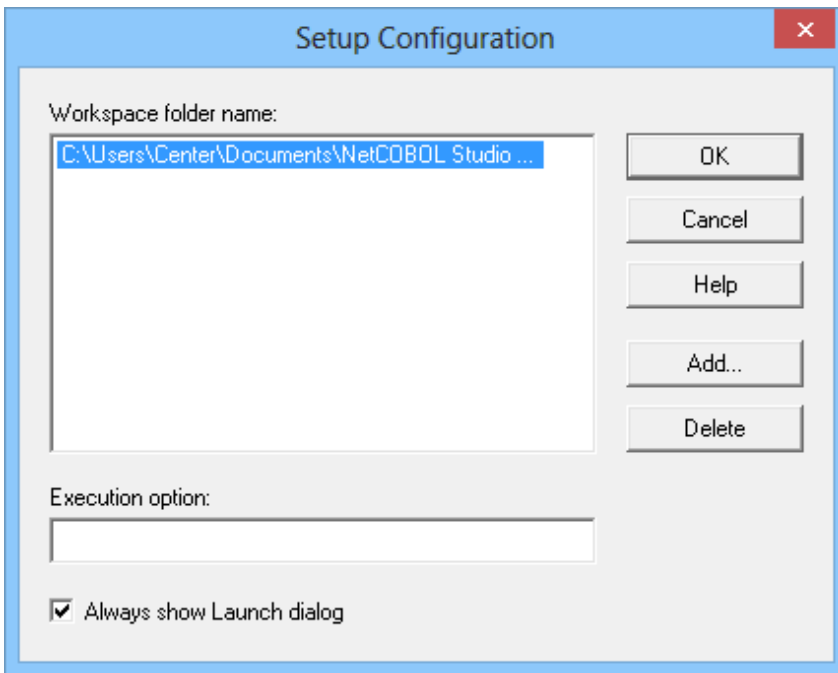 Setup Configuration
Workspace folder name:
C:\Users\Center\Documents\NetCOBOL Studio ...
OK
Cancel
Help
Add...
Delete
Execution option:
Always show Launch dialog